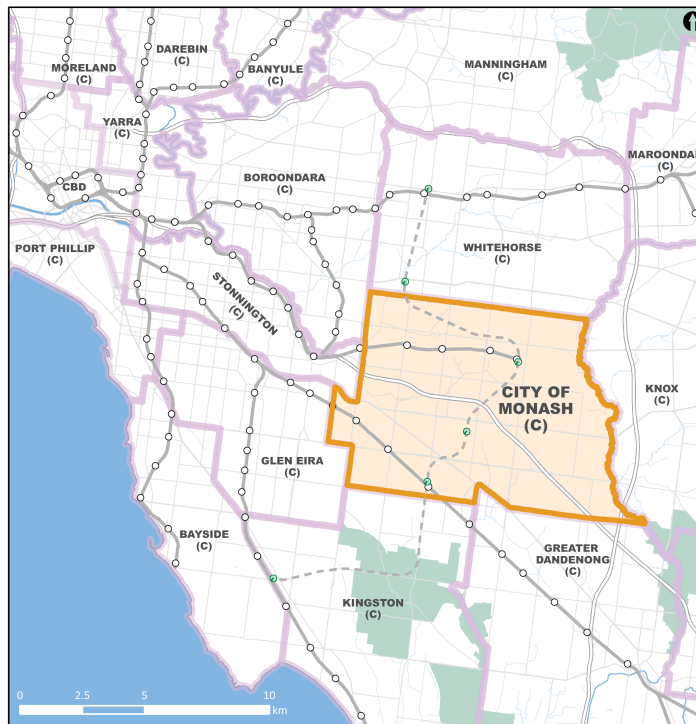 DAREBIN
(C)
MORELAND
(C)
BANYULE
(C)
MANNINGHAM
(C)
YARRA
(C)
MAROONDAH
(C)
BOROONDARA
(C)
CBD
WHITEHORSE
(C)
PORT PHILLIP
(C)
STONNINGTON
(C)
CITY OF
MONASH
(C)
KNOX
(C)
GLEN EIRA
(C)
BAYSIDE
(C)
GREATER
DANDENONG
(C)
KINGSTON
(C)
0 2.5 5 10
km